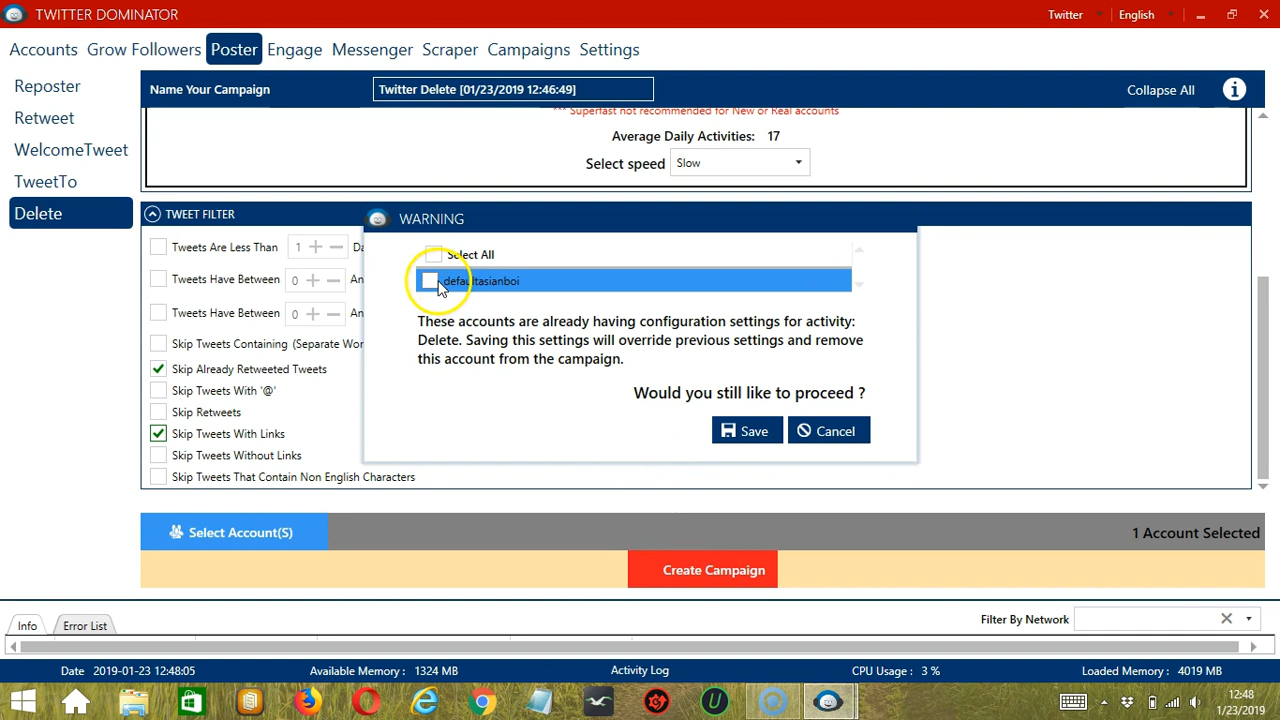 TWITTER DOMINATOR
Twitter English
Accounts Grow Followers Poster Engage Messenger Scraper Campaigns Settings
Reposter
Retweet
WelcomeTweet
TweetTo
Delete
Name Your Campaign Twitter Delete [01/23/2019 12:46:49] Collapse All
*** Superfast not recommended for New or Real accounts
Average Daily Activities: 17
Select speed Slow
TWEET FILTER
Tweets Are Less Than 1 Da
Tweets Have Between 0 An
Tweets Have Between 0 An
Skip Tweets Containing (Separate Wor
Skip Already Retweeted Tweets
Skip Tweets With '@'
Skip Retweets
Skip Tweets With Links
Skip Tweets Without Links
Skip Tweets That Contain Non English Characters
WARNING
Select All
defaultasianboi
These accounts are already having configuration settings for activity:
Delete. Saving this settings will override previous settings and remove
this account from the campaign.
Would you still like to proceed ?
Save Cancel
Select Account(S) 1 Account Selected
Create Campaign
Info Error List Filter By Network
Date 2019-01-23 12:48:05 Available Memory : 1324 MB Activity Log CPU Usage : 3 % Loaded Memory : 4019 MB
12:48
1/23/2019